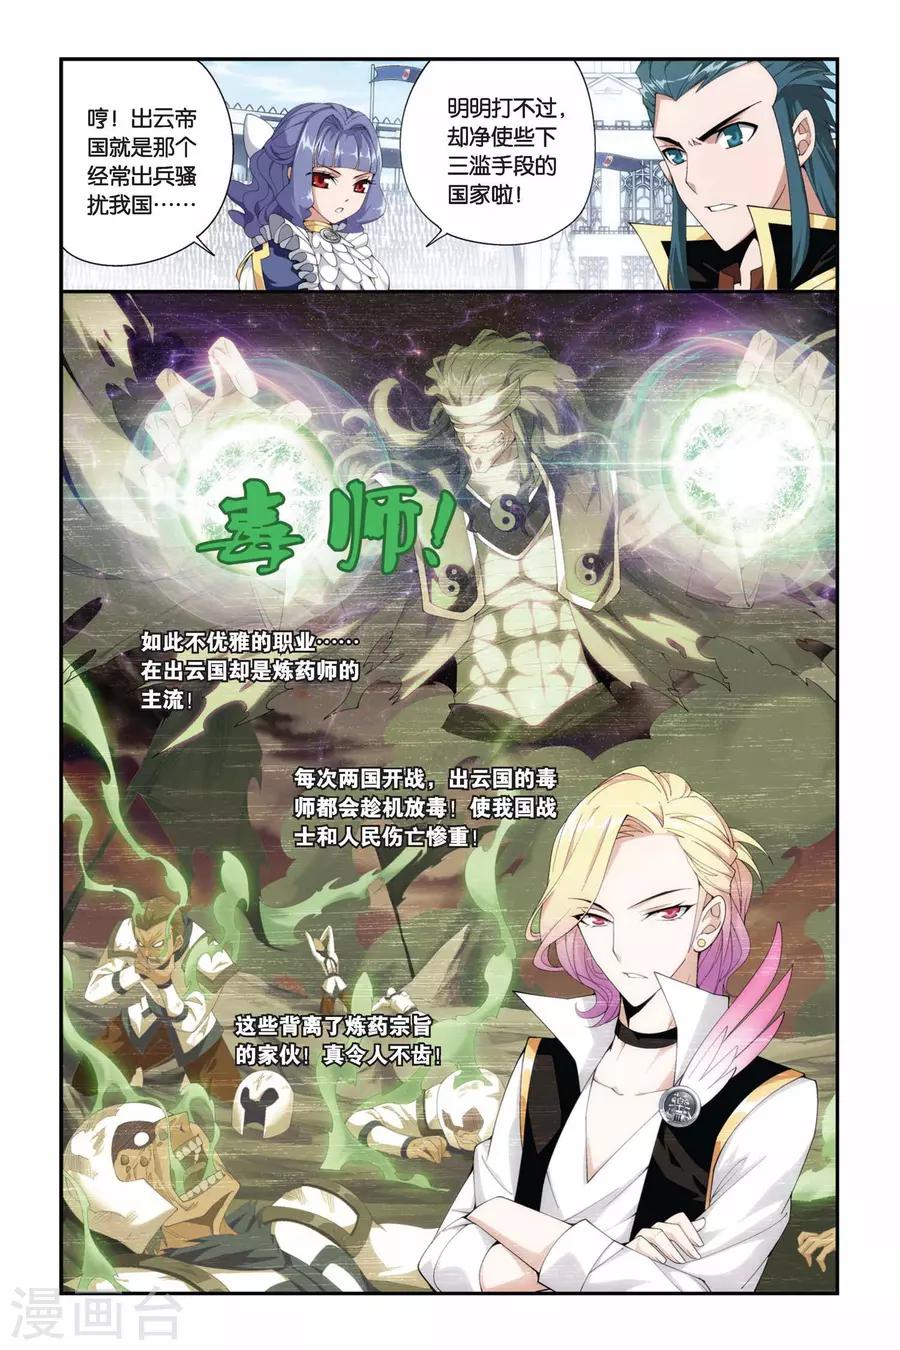 哼！出云帝
国就是那个
经常出兵骚
扰我国……
明明打不过，
却净使些下
三滥手段的
国家啦！
毒师！
如此不优雅的职业……
在出云国却是炼药师的
主流！
每次两国开战，出云国的毒
师都会趁机放毒！使我国战
士和人民伤亡惨重！
这些背离了炼药宗旨
的家伙！真令人不齿！
漫画台